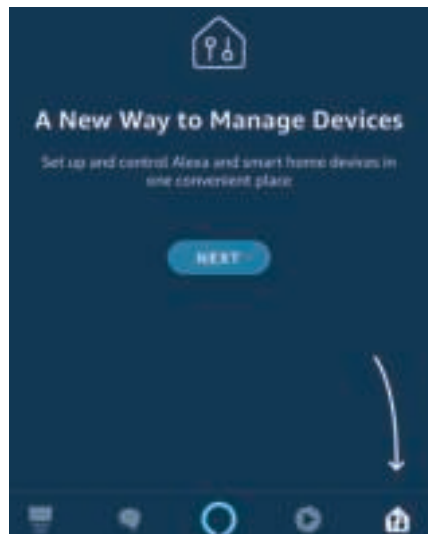 A New Way to Manage Devices
Set up and control Alexa and smart home devices in
one convenient place
NEXT